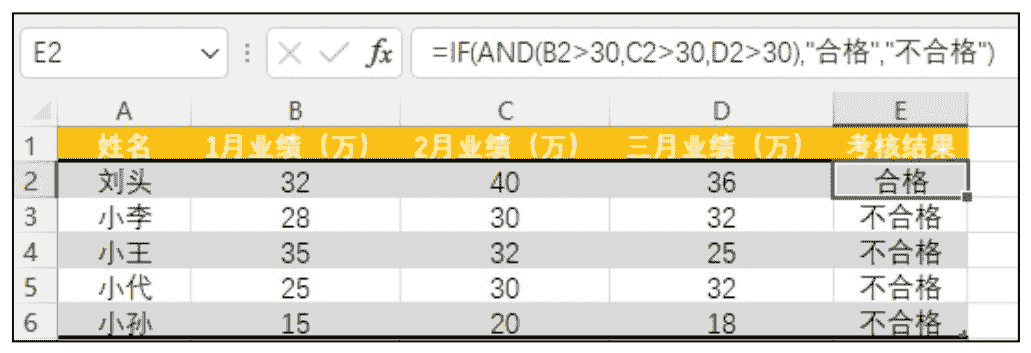 E2 fx =IF(AND(B2>30,C2>30,D2>30),"合格","不合格")
A B C D E
1 姓名 1月业绩（万） 2月业绩（万） 三月业绩（万） 考核结果
2 刘头 32 40 36 合格
3 小李 28 30 32 不合格
4 小王 35 32 25 不合格
5 小代 25 30 32 不合格
6 小孙 15 20 18 不合格